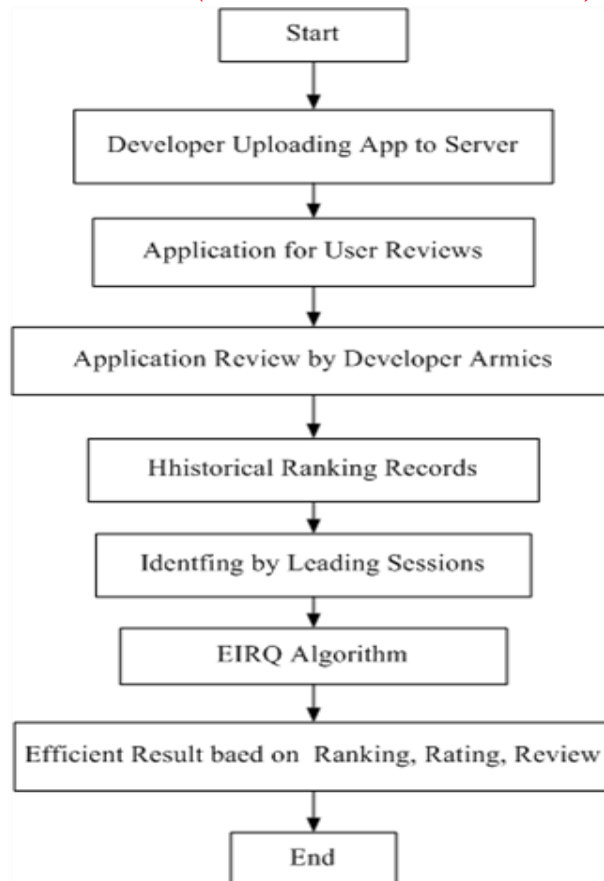 Start
Developer Uploading App to Server
Application for User Reviews
Application Review by Developer Armies
Hhistorical Ranking Records
Identfing by Leading Sessions
EIRQ Algorithm
Efficient Result baed on Ranking, Rating, Review
End